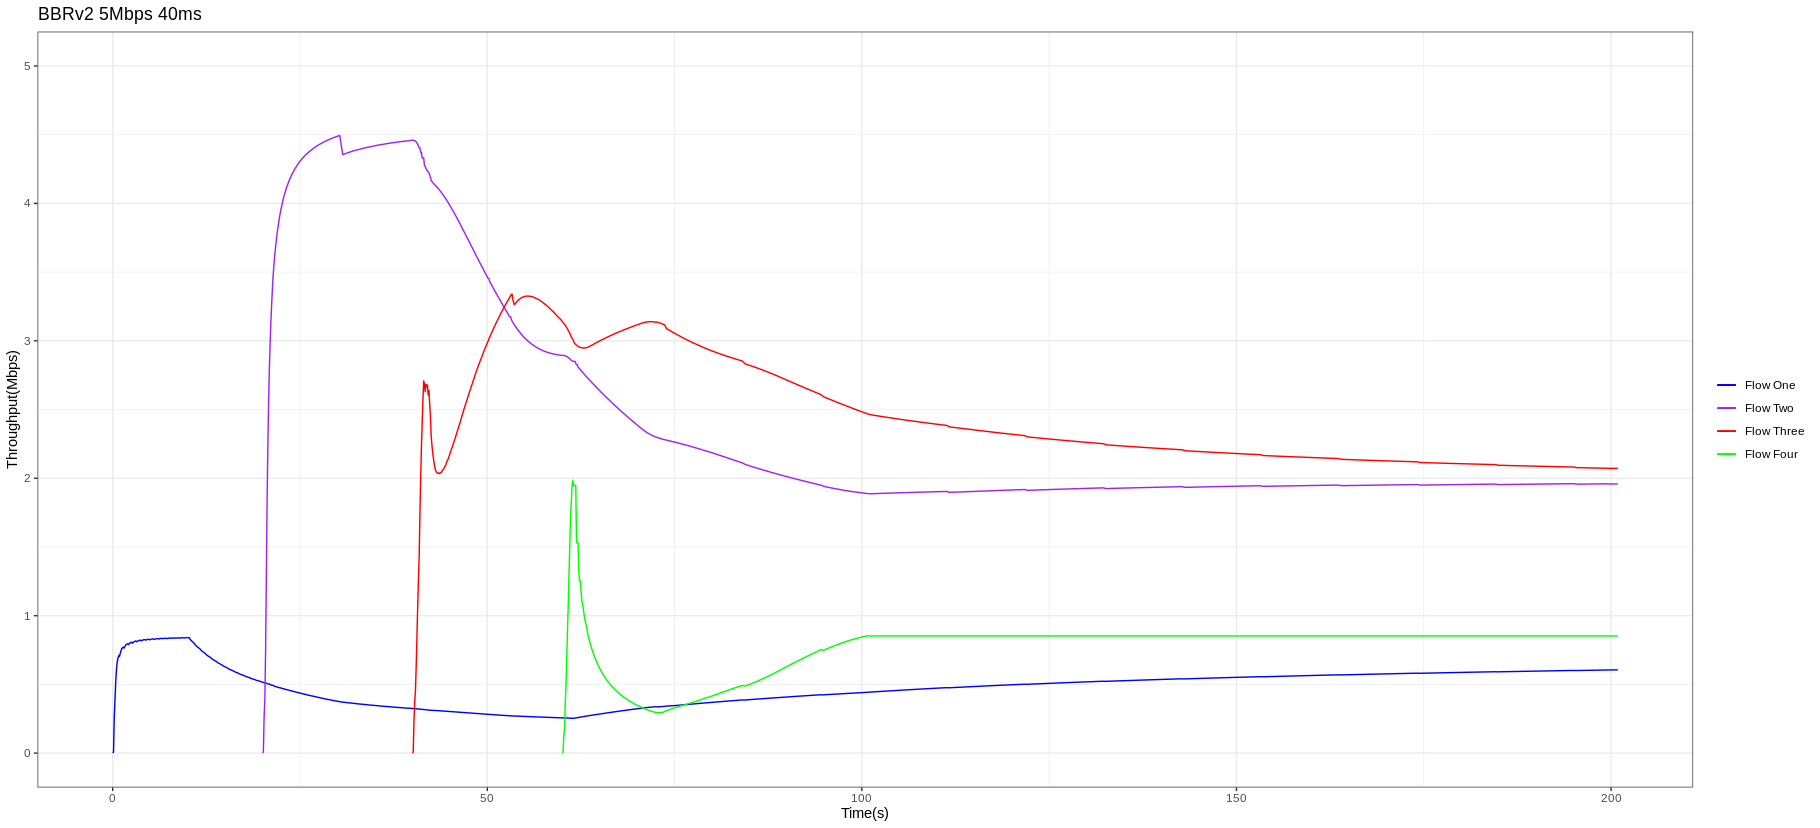 BBRv2 5Mbps 40ms
Throughput(Mbps)
5
4
3
2
1
0
0 50 100 150 200
Time(s)
Flow One
Flow Two
Flow Three
Flow Four